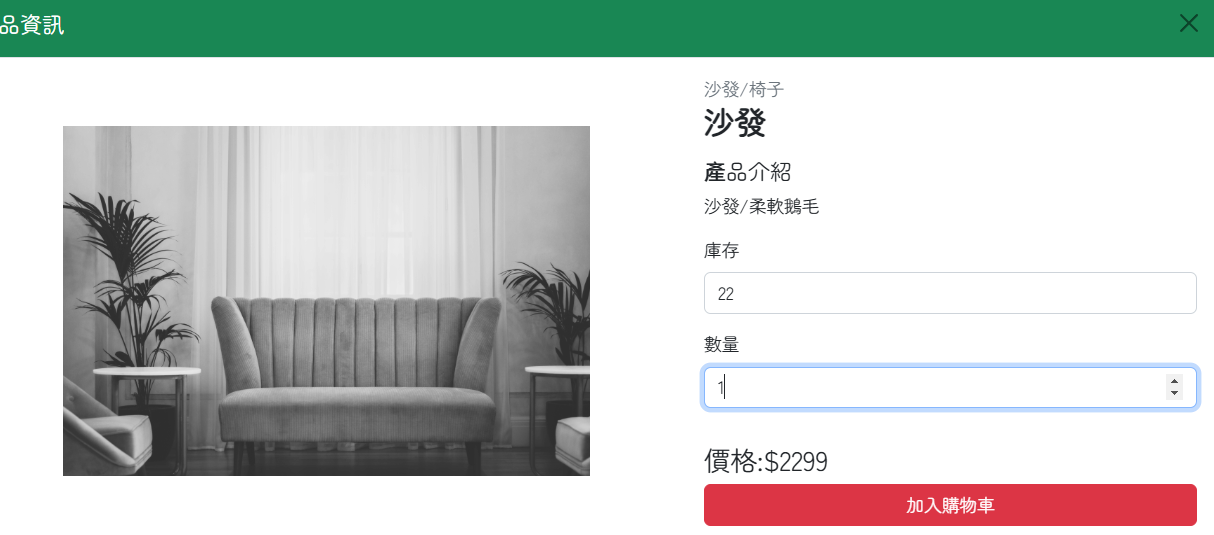 品資訊
沙發/椅子
沙發
產品介紹
沙發/柔軟鵝毛
庫存
22
數量
1
價格:$2299
加入購物車